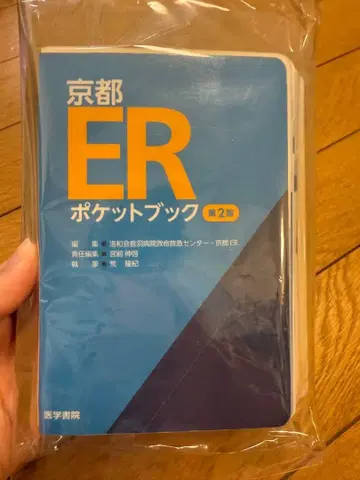 京都
ER
ポケットブック 第2版
編 集 洛和会音羽病院救命救急センター・京都ER
責任編集 宮前伸啓
執 筆 荒 隆紀
医学書院